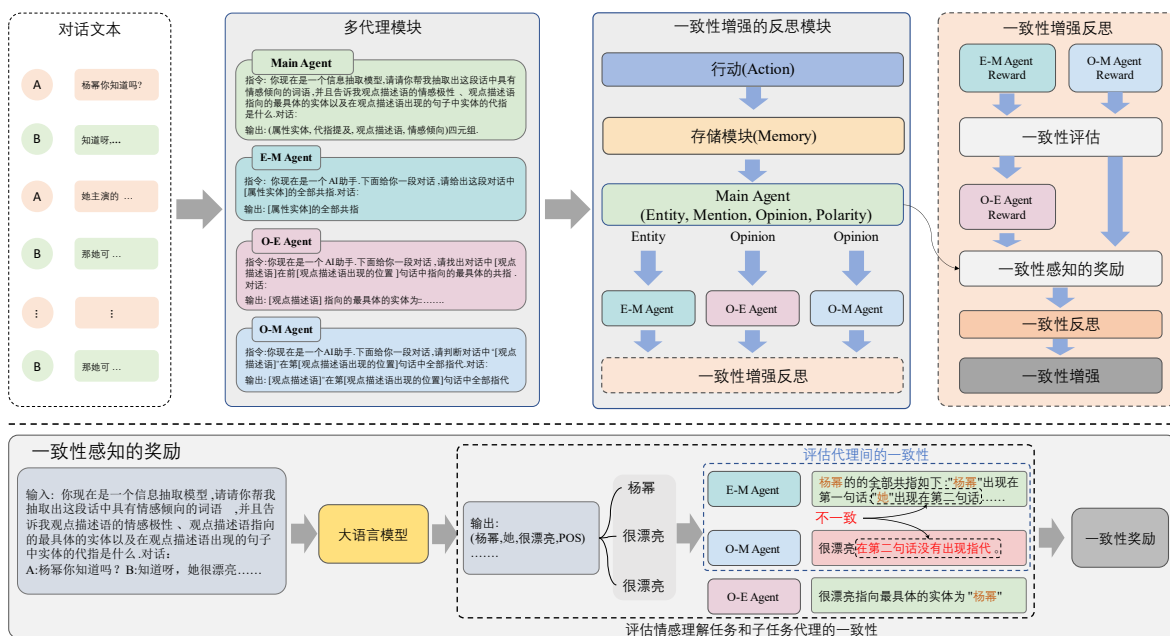 对话文本
A
杨幂你知道吗?
B
知道呀,...
A
她主演的 ...
B
那她可 ...
⋮
⋮
B
那她可 ...
多代理模块
Main Agent
指令: 你现在是一个信息抽取模型,请请你帮我抽取出这段话中具有
情感倾向的词语,并且告诉我观点描述语的情感极性 、观点描述语
指向的最具体的实体以及在观点描述语出现的句子中实体的代指
是什么.对话:
输出: (属性实体, 代指提及, 观点描述语, 情感倾向)四元组.
E-M Agent
指令: 你现在是一个AI助手.下面给你一段对话 ,请给出这段对话中
[属性实体]的全部共指.对话:
输出: [属性实体]的全部共指
O-E Agent
指令:你现在是一个AI助手.下面给你一段对话 ,请找出对话中 [观点
描述语]在前[观点描述语出现的位置 ]句话中指向的最具体的共指 .
对话:
输出: [观点描述语] 指向的最具体的实体为::.......
O-M Agent
指令:你现在是一个AI助手. 下面给你一段对话 ,请判断对话中“[观点
描述语]”在第[观点描述语出现的位置]句话中全部指代.对话:
输出: [观点描述语]”在第[观点描述语出现的位置]句话中全部指代
一致性增强的反思模块
行动(Action)
存储模块(Memory)
Main Agent
(Entity, Mention, Opinion, Polarity)
Entity
Opinion
Opinion
E-M Agent
O-E Agent
O-M Agent
一致性增强反思
一致性增强反思
E-M Agent
Reward
O-M Agent
Reward
一致性评估
O-E Agent
Reward
一致性感知的奖励
一致性反思
一致性增强
一致性感知的奖励
输入: 你现在是一个信息抽取模型 ,请请你帮我
抽取出这段话中具有情感倾向的词语 ,并且告
诉我观点描述语的情感极性 、观点描述语指向
的最具体的实体以及在观点描述语出现的句子
中实体的代指是什么.对话:
A:杨幂你知道吗? B:知道呀, 她很漂亮……
大语言模型
输出:
(杨幂,她,很漂亮,POS)
.......
杨幂
很漂亮
很漂亮
评估代理间的一致性
E-M Agent
杨幂的的全部共指如下:"杨幂"出现在
第一句话;"她"出现在第二句话……
不一致
O-M Agent
很漂亮在第二句话没有出现指代 。
O-E Agent
很漂亮指向最具体的实体为 "杨幂"
评估情感理解任务和子任务代理的一致性
一致性奖励